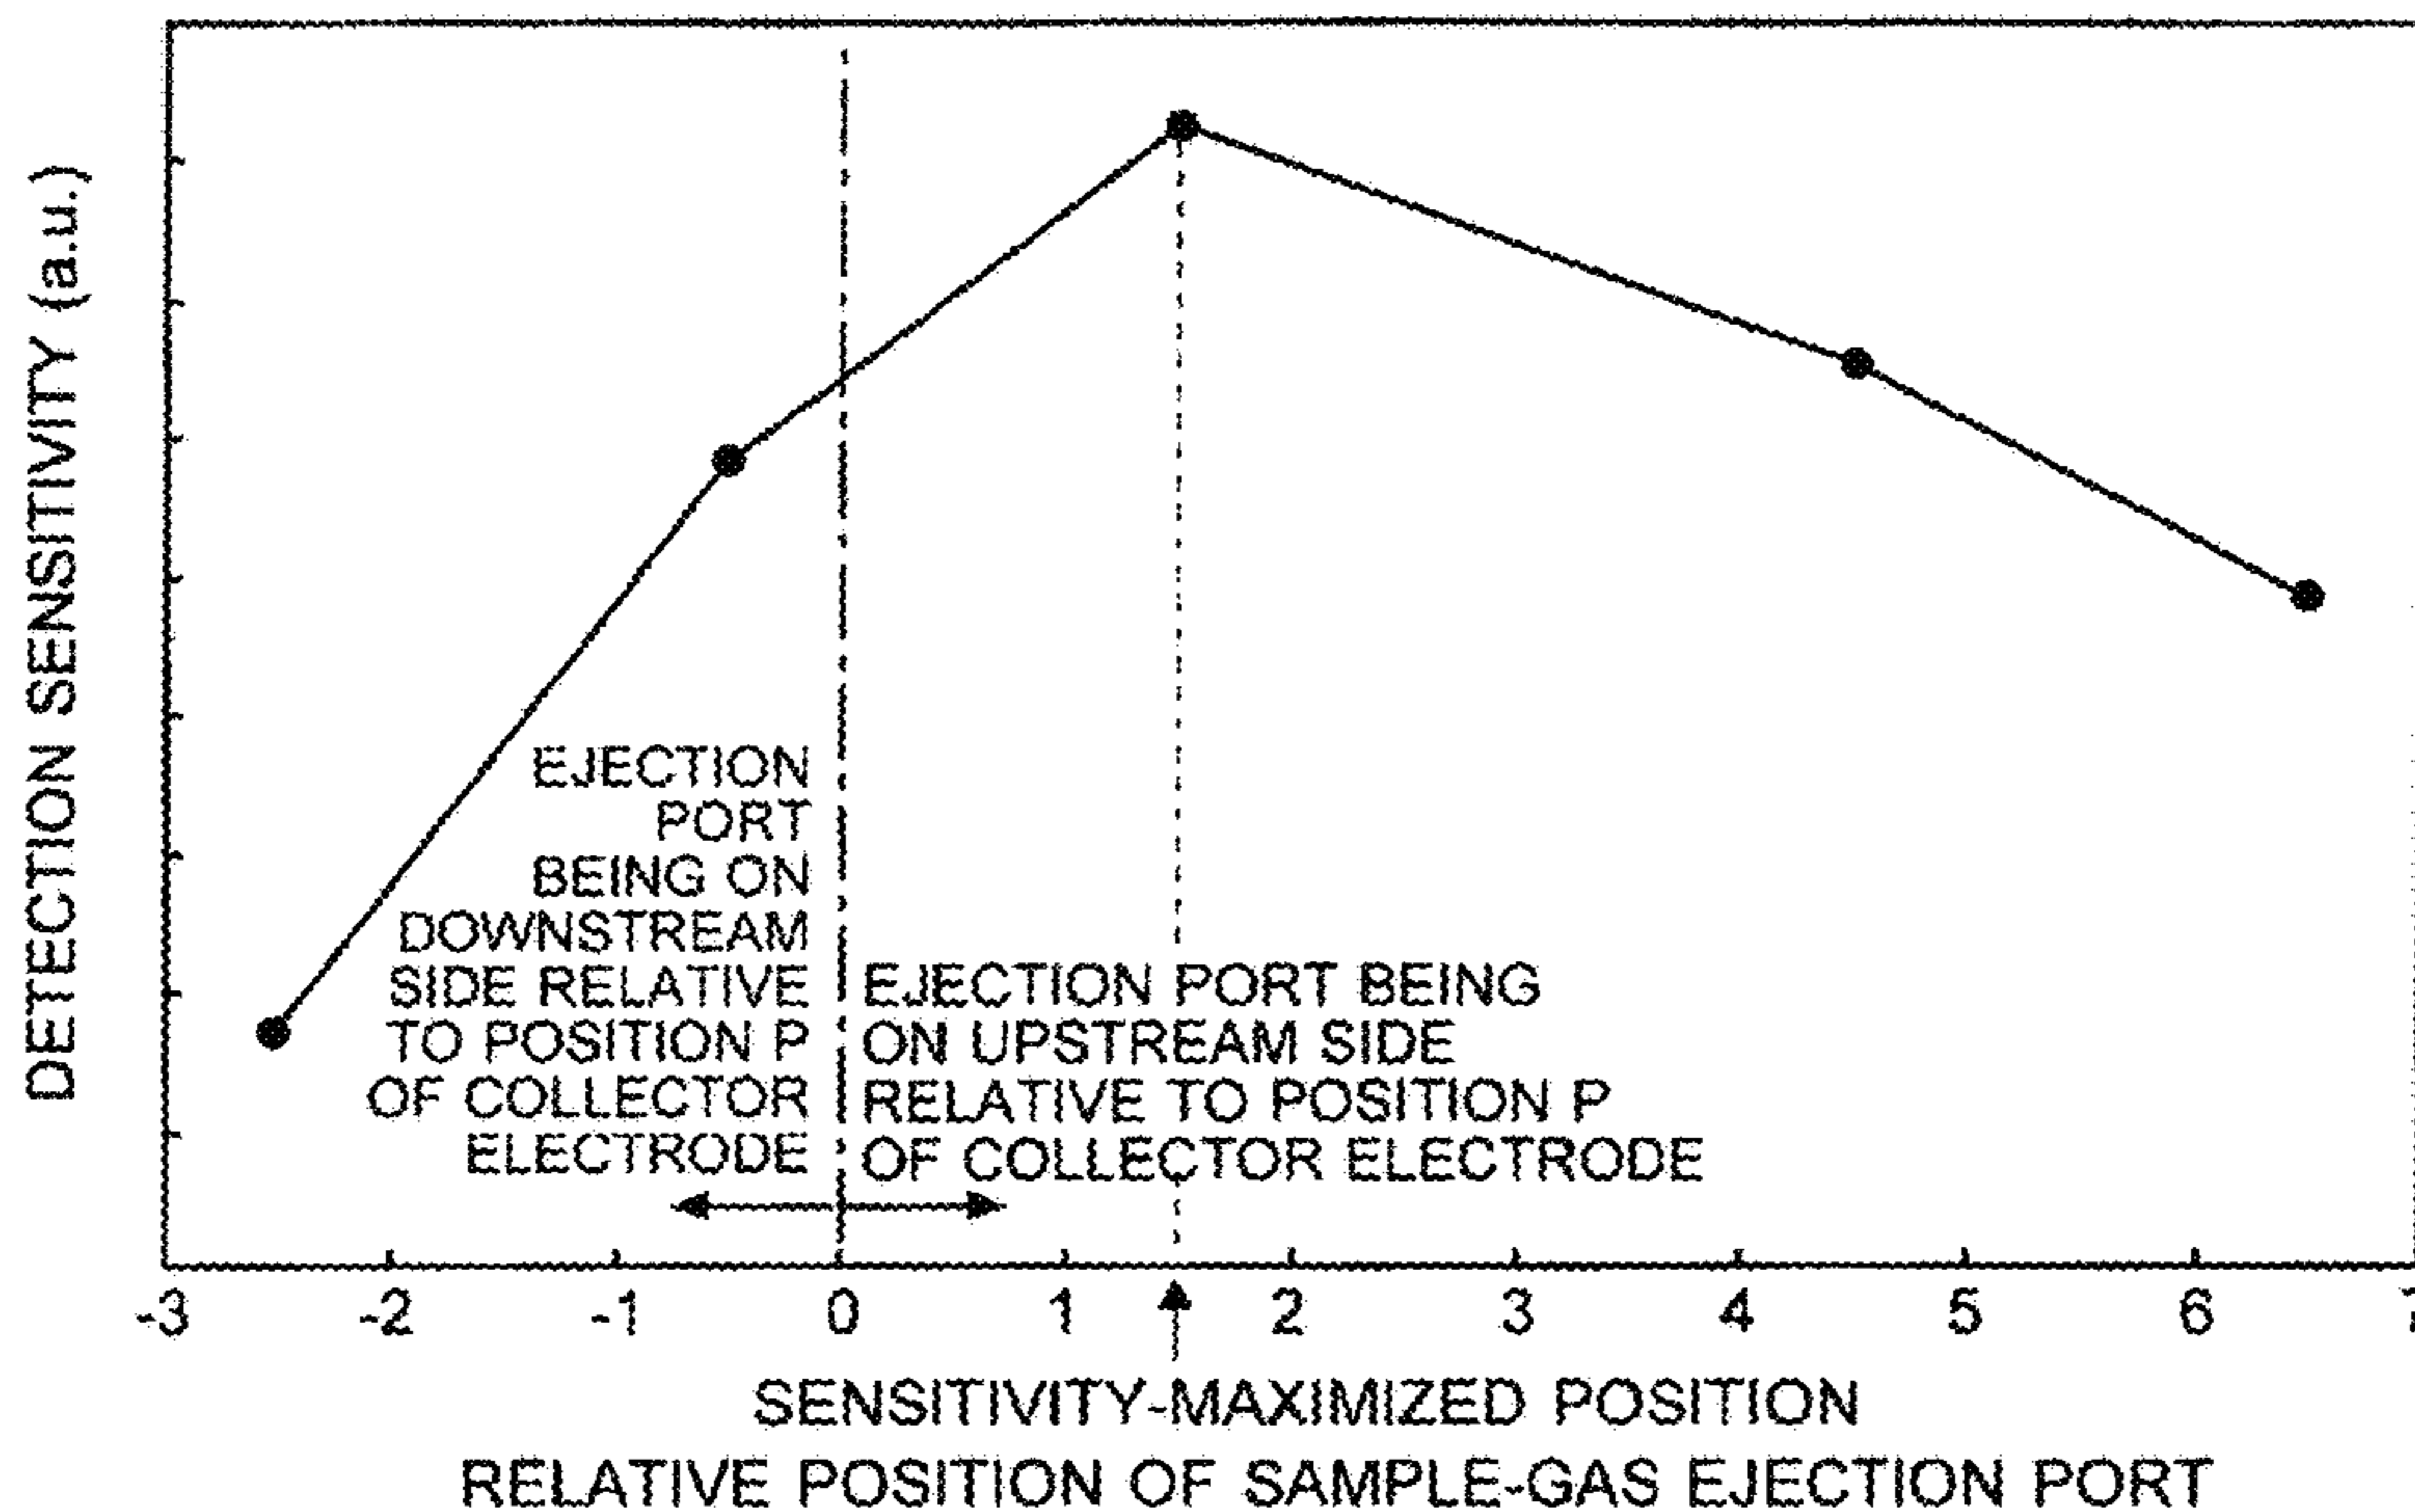 DETECTION SENSITIVITY (a.u.)
EJECTION
PORT
BEING ON
DOWNSTREAM
SIDE RELATIVE
TO POSITION P
OF COLLECTOR
ELECTRODE
EJECTION PORT BEING
ON UPSTREAM SIDE
RELATIVE TO POSITION P
OF COLLECTOR ELECTRODE
-3 -2 -1 0 1 2 3 4 5 6
SENSITIVITY-MAXIMIZED POSITION
RELATIVE POSITION OF SAMPLE-GAS EJECTION PORT